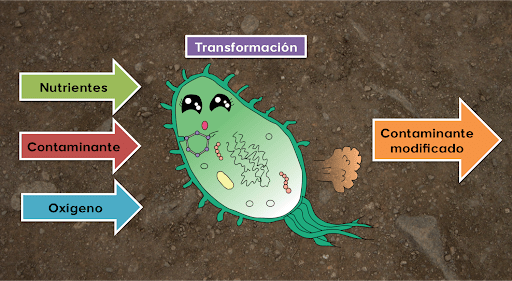 Transformación
Nutrientes
Contaminante
Oxigeno
Contaminante
modificado